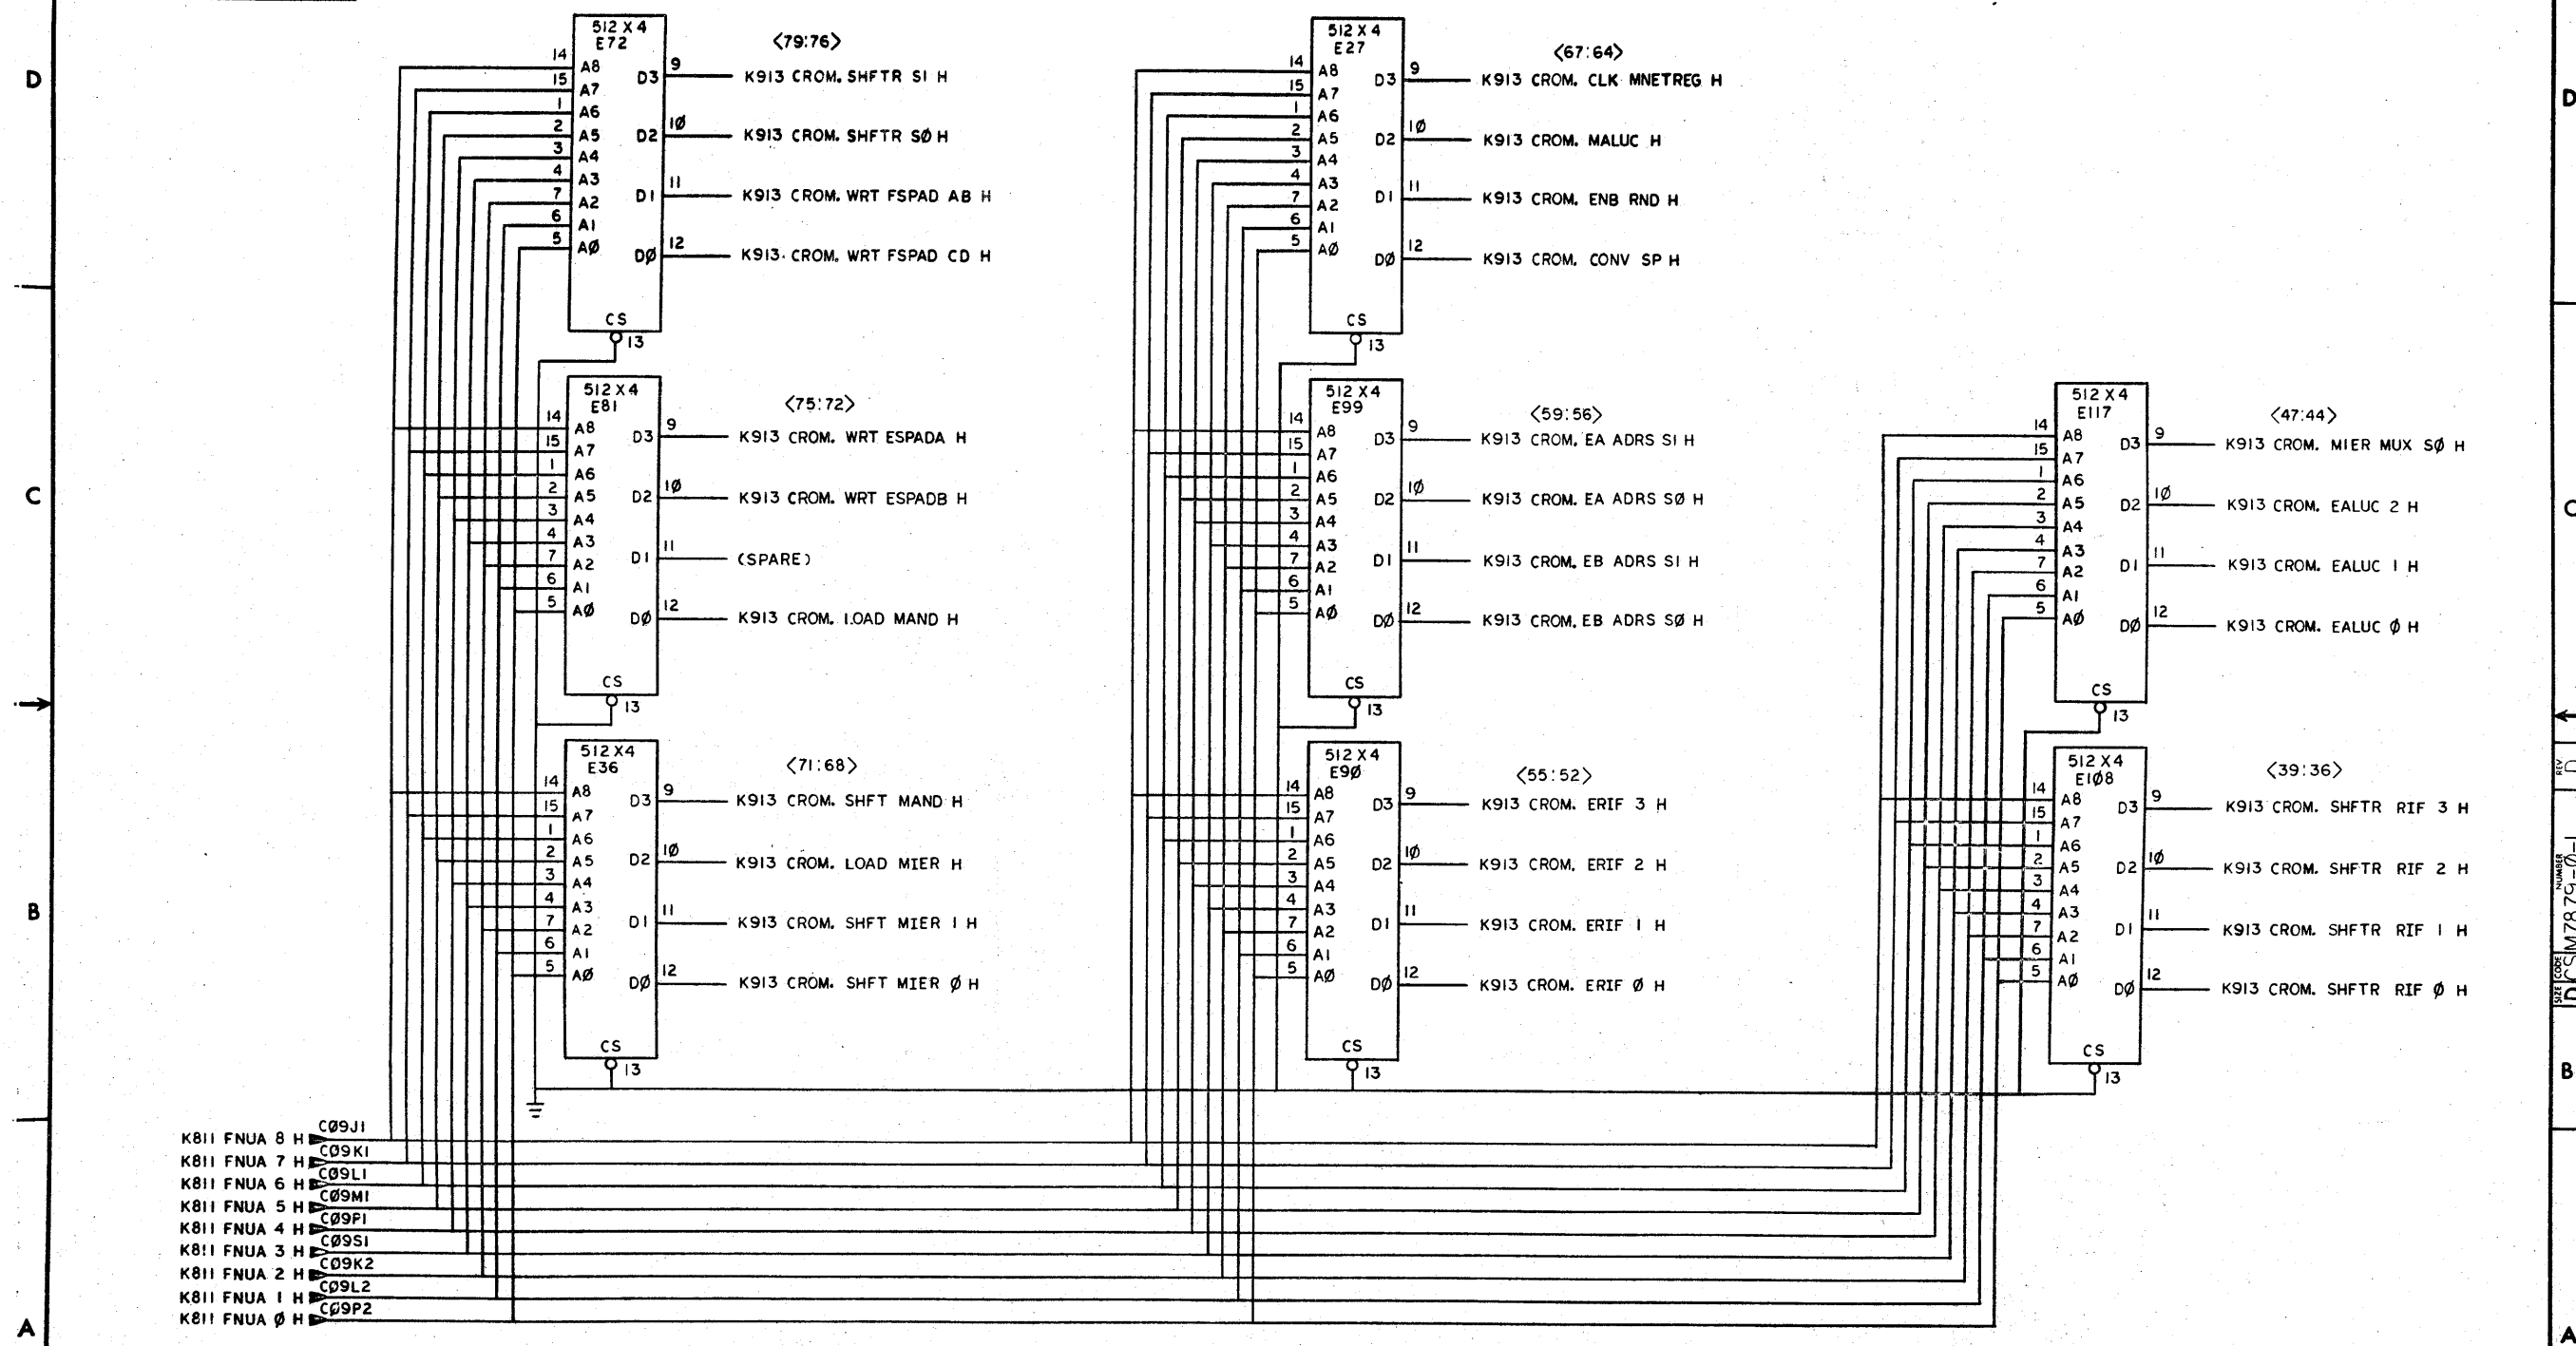 D
512 X 4
E72
<79:76>
14 A8
15 A7
1 A6
2 A5
3 A4
4 A3
7 A2
6 A1
5 AØ
D3 9 K913 CROM. SHFTR S1 H
D2 1Ø K913 CROM. SHFTR SØ H
D1 11 K913 CROM. WRT FSPAD AB H
DØ 12 K913 CROM. WRT FSPAD CD H
CS
13
512 X 4
E27
<67:64>
14 A8
15 A7
1 A6
2 A5
3 A4
4 A3
7 A2
6 A1
5 AØ
D3 9 K913 CROM. CLK MNETREG H
D2 1Ø K913 CROM. MALUC H
D1 11 K913 CROM. ENB RND H
DØ 12 K913 CROM. CONV SP H
CS
13
D
C
512 X 4
E81
<75:72>
14 A8
15 A7
1 A6
2 A5
3 A4
4 A3
7 A2
6 A1
5 AØ
D3 9 K913 CROM. WRT ESPADA H
D2 1Ø K913 CROM. WRT ESPADB H
D1 11 (SPARE)
DØ 12 K913 CROM. LOAD MAND H
CS
13
512 X 4
E99
<59:56>
14 A8
15 A7
1 A6
2 A5
3 A4
4 A3
7 A2
6 A1
5 AØ
D3 9 K913 CROM. EA ADRS S1 H
D2 1Ø K913 CROM. EA ADRS SØ H
D1 11 K913 CROM. EB ADRS S1 H
DØ 12 K913 CROM. EB ADRS SØ H
CS
13
512 X 4
E117
<47:44>
14 A8
15 A7
1 A6
2 A5
3 A4
4 A3
7 A2
6 A1
5 AØ
D3 9 K913 CROM. MIER MUX SØ H
D2 1Ø K913 CROM. EALUC 2 H
D1 11 K913 CROM. EALUC 1 H
DØ 12 K913 CROM. EALUC Ø H
CS
13
C
B
512 X 4
E36
<71:68>
14 A8
15 A7
1 A6
2 A5
3 A4
4 A3
7 A2
6 A1
5 AØ
D3 9 K913 CROM. SHFT MAND H
D2 1Ø K913 CROM. LOAD MIER H
D1 11 K913 CROM. SHFT MIER 1 H
DØ 12 K913 CROM. SHFT MIER Ø H
CS
13
512 X 4
E9Ø
<55:52>
14 A8
15 A7
1 A6
2 A5
3 A4
4 A3
7 A2
6 A1
5 AØ
D3 9 K913 CROM. ERIF 3 H
D2 1Ø K913 CROM. ERIF 2 H
D1 11 K913 CROM. ERIF 1 H
DØ 12 K913 CROM. ERIF Ø H
CS
13
512 X 4
E1Ø8
<39:36>
14 A8
15 A7
1 A6
2 A5
3 A4
4 A3
7 A2
6 A1
5 AØ
D3 9 K913 CROM. SHFTR RIF 3 H
D2 1Ø K913 CROM. SHFTR RIF 2 H
D1 11 K913 CROM. SHFTR RIF 1 H
DØ 12 K913 CROM. SHFTR RIF Ø H
CS
13
REV
NUMBER
M7879-0-1
CODE
CS
SIZE
D
B
K811 FNUA 8 H CØ9J1
K811 FNUA 7 H CØ9K1
K811 FNUA 6 H CØ9L1
K811 FNUA 5 H CØ9M1
K811 FNUA 4 H CØ9P1
K811 FNUA 3 H CØ9S1
K811 FNUA 2 H CØ9K2
K811 FNUA 1 H CØ9L2
K811 FNUA Ø H CØ9P2
A
A